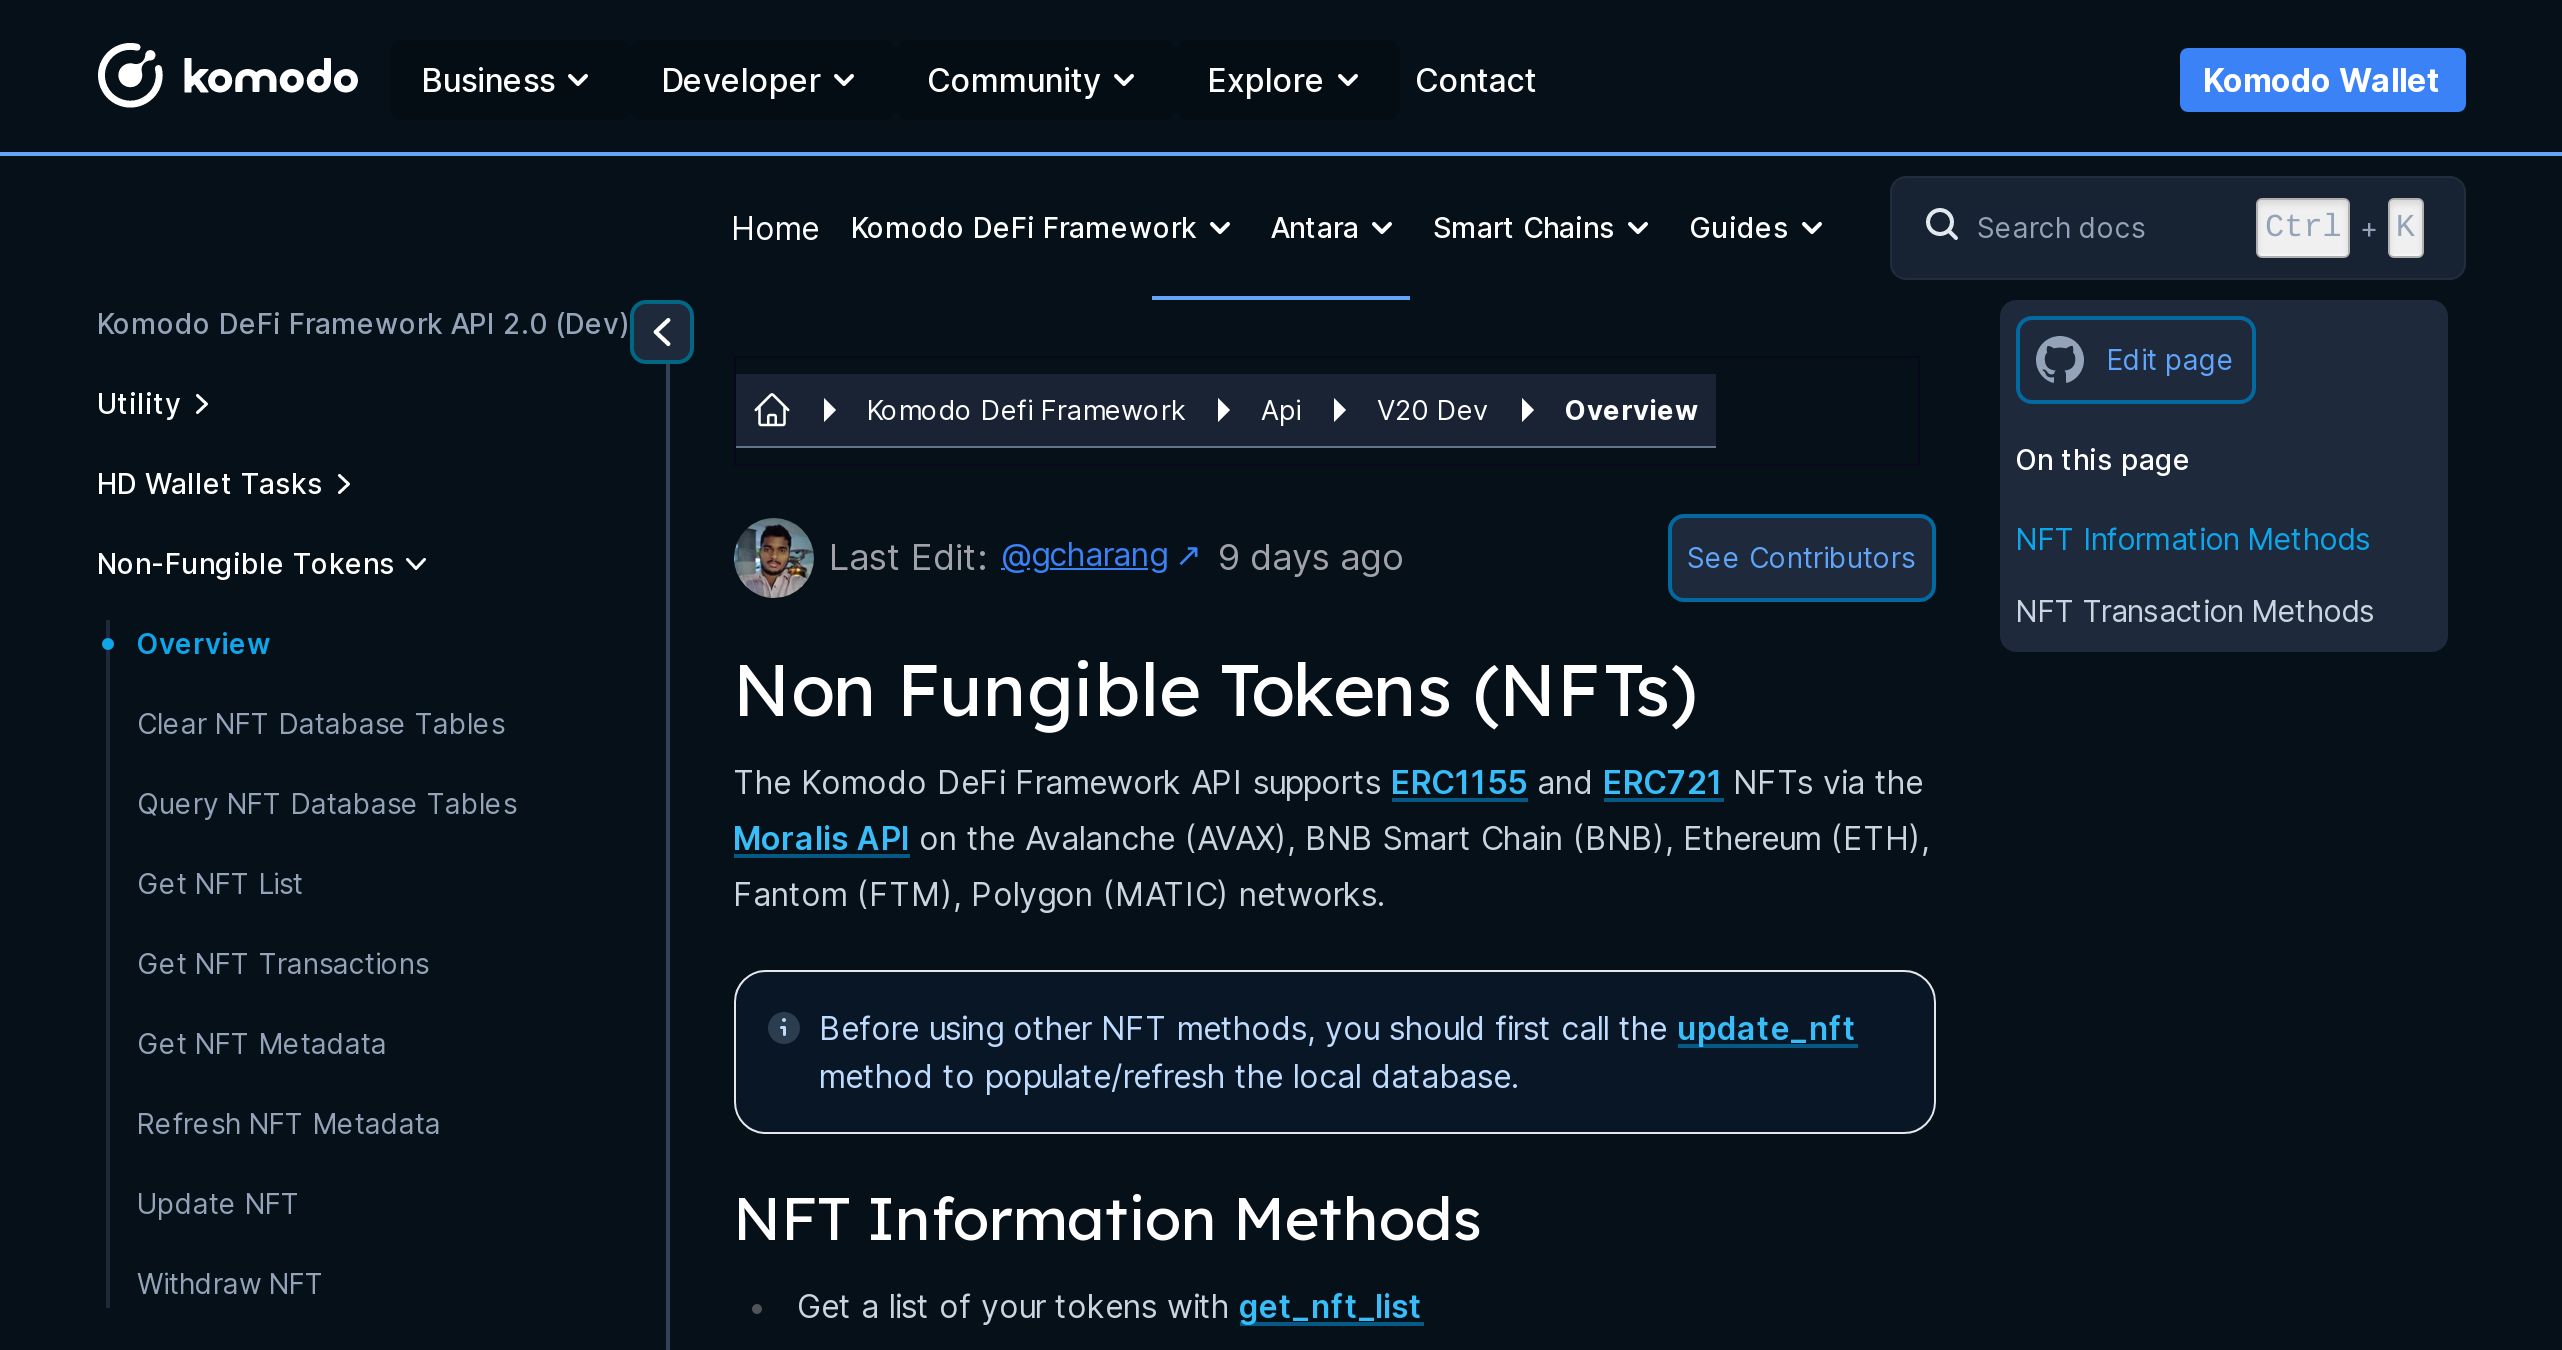 komodo
Business
Developer
Community
Explore
Contact
Komodo Wallet
Home
Komodo DeFi Framework
Antara
Smart Chains
Guides
Search docs
Ctrl + K
Komodo DeFi Framework API 2.0 (Dev)
Utility
HD Wallet Tasks
Non-Fungible Tokens
Overview
Clear NFT Database Tables
Query NFT Database Tables
Get NFT List
Get NFT Transactions
Get NFT Metadata
Refresh NFT Metadata
Update NFT
Withdraw NFT
Komodo Defi Framework
Api
V20 Dev
Overview
Last Edit: @gcharang ↗ 9 days ago
See Contributors
Non Fungible Tokens (NFTs)
The Komodo DeFi Framework API supports ERC1155 and ERC721 NFTs via the
Moralis API on the Avalanche (AVAX), BNB Smart Chain (BNB), Ethereum (ETH),
Fantom (FTM), Polygon (MATIC) networks.
Before using other NFT methods, you should first call the update_nft
method to populate/refresh the local database.
NFT Information Methods
Get a list of your tokens with get_nft_list
Edit page
On this page
NFT Information Methods
NFT Transaction Methods